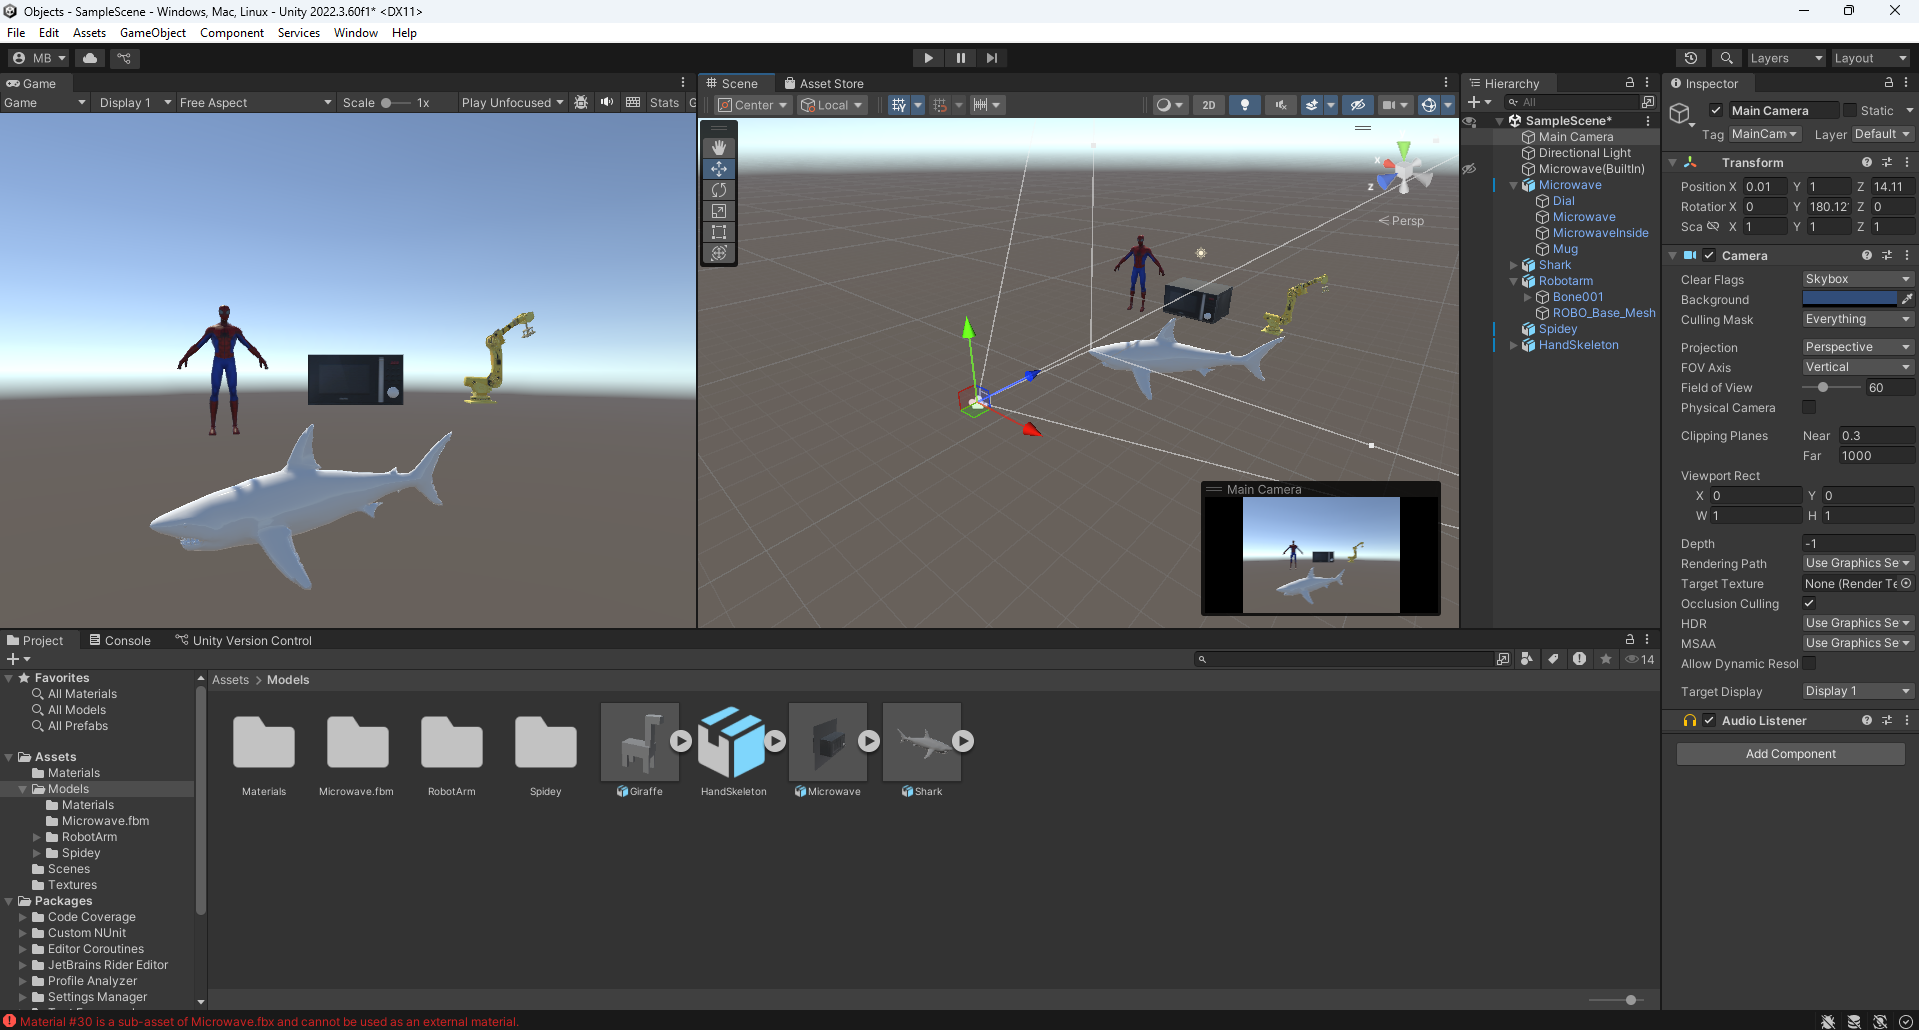 Objects - SampleScene - Windows, Mac, Linux - Unity 2022.3.60f1* <DX11>
File Edit Assets GameObject Component Services Window Help
MB
Layers Layout
Game
Game Display 1 Free Aspect Scale 1x Play Unfocused Stats G
Scene Asset Store
Center Local 2D
x
z
Persp
Main Camera
Hierarchy
All
SampleScene*
Main Camera
Directional Light
Microwave(BuiltIn)
Microwave
Dial
Microwave
MicrowaveInside
Mug
Shark
Robotarm
Bone001
ROBO_Base_Mesh
Spidey
HandSkeleton
Inspector
Main Camera Static
Tag MainCam Layer Default
Transform
Position X 0.01 Y 1 Z 14.11
Rotation X 0 Y 180.12 Z 0
Sca X 1 Y 1 Z 1
Camera
Clear Flags Skybox
Background
Culling Mask Everything
Projection Perspective
FOV Axis Vertical
Field of View 60
Physical Camera
Clipping Planes Near 0.3
Far 1000
Viewport Rect
X 0 Y 0
W 1 H 1
Depth -1
Rendering Path Use Graphics Se
Target Texture None (Render Te
Occlusion Culling
HDR Use Graphics Se
MSAA Use Graphics Se
Allow Dynamic Resol
Target Display Display 1
Audio Listener
Add Component
Project Console Unity Version Control
14
Favorites
All Materials
All Models
All Prefabs
Assets
Materials
Models
Materials
Microwave.fbm
RobotArm
Spidey
Scenes
Textures
Packages
Code Coverage
Custom NUnit
Editor Coroutines
JetBrains Rider Editor
Profile Analyzer
Settings Manager
Assets > Models
Materials Microwave.fbm RobotArm Spidey Giraffe HandSkeleton Microwave Shark
Material #30 is a sub-asset of Microwave.fbx and cannot be used as an external material.